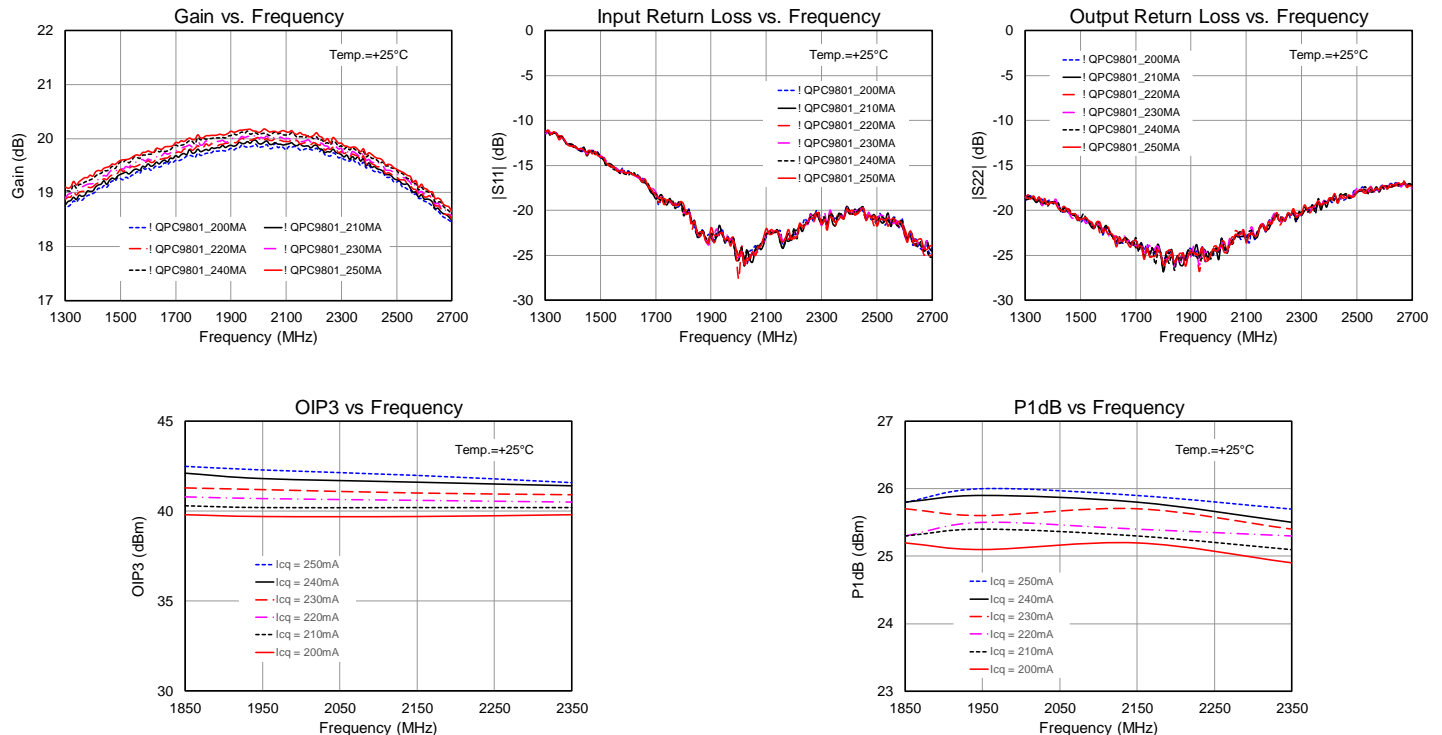 Gain vs. Frequency
22
21
20
19
18
17
Gain (dB)
Temp.=+25°C
! QPC9801_200MA
! QPC9801_210MA
! QPC9801_220MA
! QPC9801_230MA
! QPC9801_240MA
! QPC9801_250MA
1300 1500 1700 1900 2100 2300 2500 2700
Frequency (MHz)
Input Return Loss vs. Frequency
0
-5
-10
-15
-20
-25
-30
|S11| (dB)
Temp.=+25°C
! QPC9801_200MA
! QPC9801_210MA
! QPC9801_220MA
! QPC9801_230MA
! QPC9801_240MA
! QPC9801_250MA
1300 1500 1700 1900 2100 2300 2500 2700
Frequency (MHz)
Output Return Loss vs. Frequency
0
-5
-10
-15
-20
-25
-30
|S22| (dB)
Temp.=+25°C
! QPC9801_200MA
! QPC9801_210MA
! QPC9801_220MA
! QPC9801_230MA
! QPC9801_240MA
! QPC9801_250MA
1300 1500 1700 1900 2100 2300 2500 2700
Frequency (MHz)
OIP3 vs Frequency
45
40
35
30
OIP3 (dBm)
Temp.=+25°C
Icq = 250mA
Icq = 240mA
Icq = 230mA
Icq = 220mA
Icq = 210mA
Icq = 200mA
1850 1950 2050 2150 2250 2350
Frequency (MHz)
P1dB vs Frequency
27
26
25
24
23
P1dB (dBm)
Temp.=+25°C
Icq = 250mA
Icq = 240mA
Icq = 230mA
Icq = 220mA
Icq = 210mA
Icq = 200mA
1850 1950 2050 2150 2250 2350
Frequency (MHz)